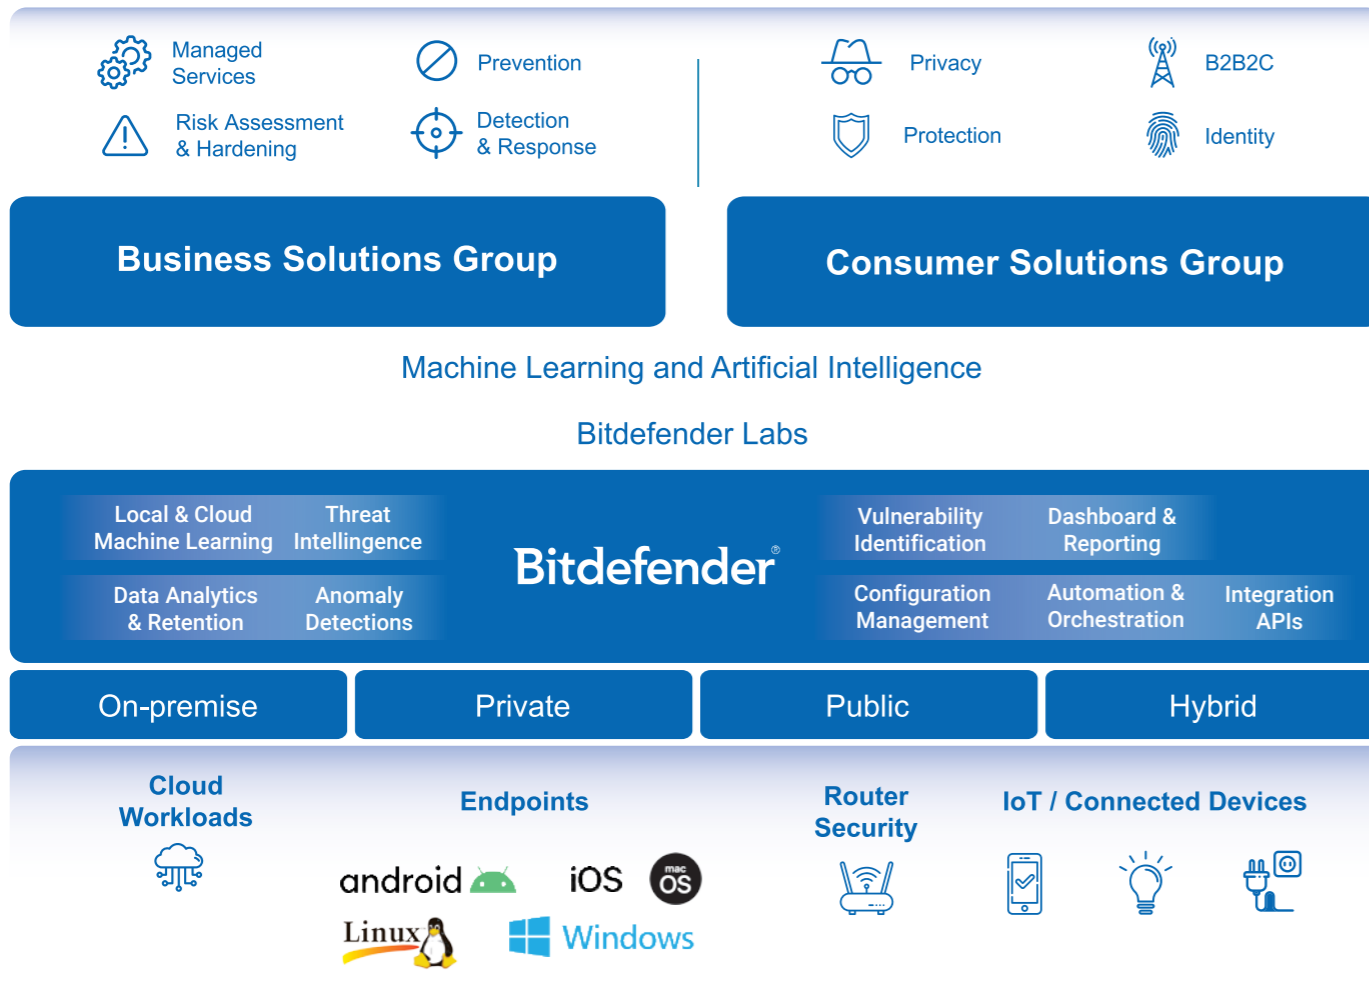 Managed
Services
Prevention
Risk Assessment
& Hardening
Detection
& Response
Privacy
B2B2C
Protection
Identity
Business Solutions Group
Consumer Solutions Group
Machine Learning and Artificial Intelligence
Bitdefender Labs
Local & Cloud
Machine Learning
Threat
Intellingence
Data Analytics
& Retention
Anomaly
Detections
Bitdefender®
Vulnerability
Identification
Dashboard &
Reporting
Configuration
Management
Automation &
Orchestration
Integration
APIs
On-premise
Private
Public
Hybrid
Cloud
Workloads
Endpoints
android
iOS
mac
OS
Linux
Windows
Router
Security
IoT / Connected Devices